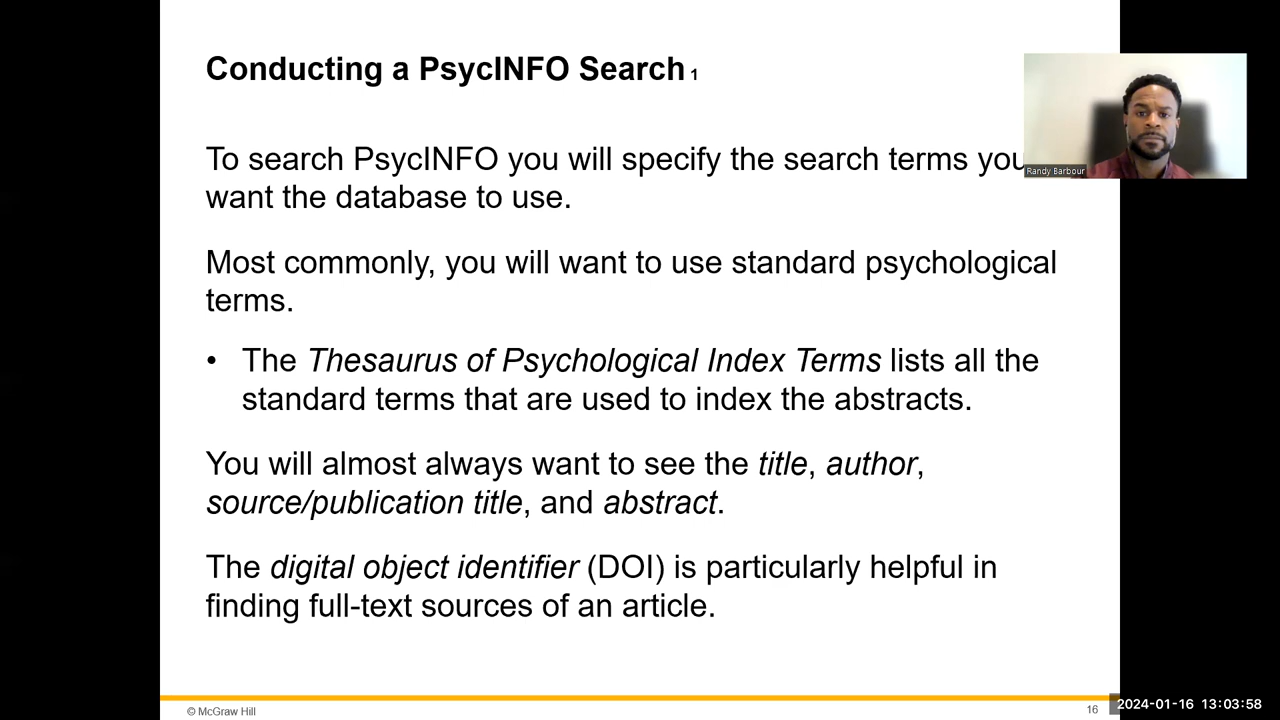 Conducting a PsycINFO Search 1
To search PsycINFO you will specify the search terms you
want the database to use.
Most commonly, you will want to use standard psychological
terms.
• The Thesaurus of Psychological Index Terms lists all the
standard terms that are used to index the abstracts.
You will almost always want to see the title, author,
source/publication title, and abstract.
The digital object identifier (DOI) is particularly helpful in
finding full-text sources of an article.
Randy Barbour
© McGraw Hill
16
2024-01-16 13:03:58